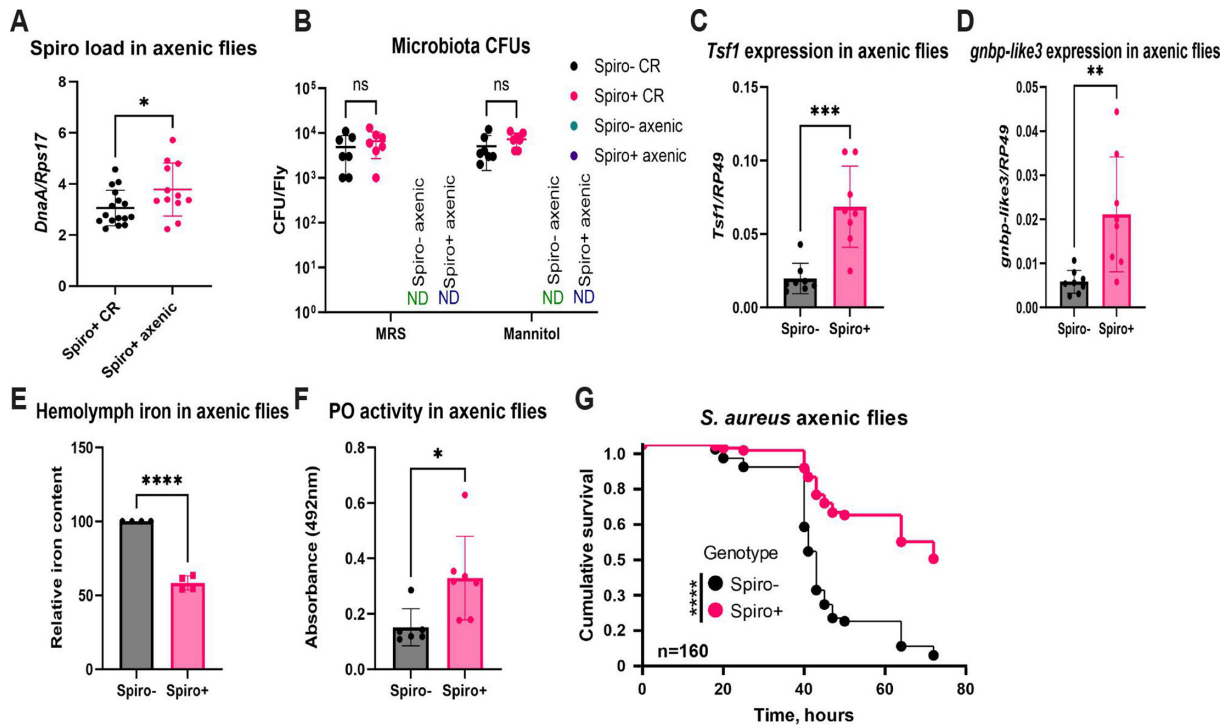 A
Spiro load in axenic flies
DnaA/Rps17
8
6
4
2
0
*
Spiro+ CR
Spiro+ axenic
B
Microbiota CFUs
CFU/Fly
10⁵
10⁴
10³
10²
10¹
10⁰
ns
ns
Spiro- axenic
ND
Spiro+ axenic
ND
Spiro- axenic
ND
Spiro+ axenic
ND
MRS
Mannitol
Spiro- CR
Spiro+ CR
Spiro- axenic
Spiro+ axenic
C
Tsf1 expression in axenic flies
Tsf1/RP49
0.15
0.10
0.05
0.00
***
Spiro-
Spiro+
D
gnbp-like3 expression in axenic flies
gnbp-like3/RP49
0.05
0.04
0.03
0.02
0.01
0.00
**
Spiro-
Spiro+
E
Hemolymph iron in axenic flies
Relative iron content
150
100
50
0
****
Spiro-
Spiro+
F
PO activity in axenic flies
Absorbance (492nm)
0.8
0.6
0.4
0.2
0.0
*
Spiro-
Spiro+
G
S. aureus axenic flies
Cumulative survival
1.0
0.8
0.6
0.5
0.3
0.2
0
Genotype
Spiro-
Spiro+
****
n=160
0
20
40
60
80
Time, hours